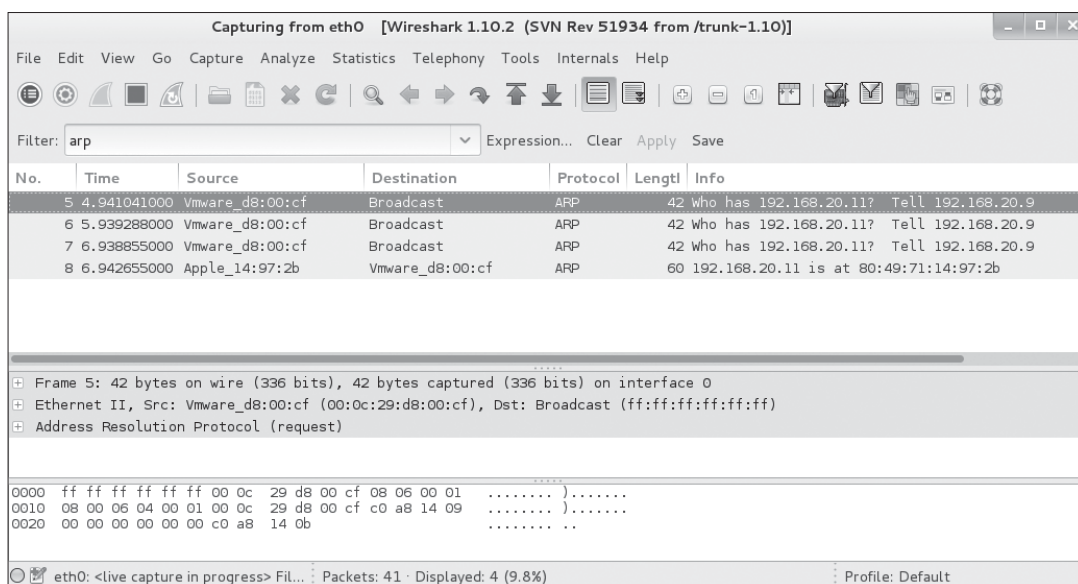 Capturing from eth0 [Wireshark 1.10.2 (SVN Rev 51934 from /trunk-1.10)]
File Edit View Go Capture Analyze Statistics Telephony Tools Internals Help
Filter: arp Expression... Clear Apply Save
No. Time Source Destination Protocol Lengtl Info
5 4.941041000 Vmware_d8:00:cf Broadcast ARP 42 Who has 192.168.20.11? Tell 192.168.20.9
6 5.939288000 Vmware_d8:00:cf Broadcast ARP 42 Who has 192.168.20.11? Tell 192.168.20.9
7 6.938855000 Vmware_d8:00:cf Broadcast ARP 42 Who has 192.168.20.11? Tell 192.168.20.9
8 6.942655000 Apple_14:97:2b Vmware_d8:00:cf ARP 60 192.168.20.11 is at 80:49:71:14:97:2b
Frame 5: 42 bytes on wire (336 bits), 42 bytes captured (336 bits) on interface 0
Ethernet II, Src: Vmware_d8:00:cf (00:0c:29:d8:00:cf), Dst: Broadcast (ff:ff:ff:ff:ff:ff)
Address Resolution Protocol (request)
0000 ff ff ff ff ff ff 00 0c 29 d8 00 cf 08 06 00 01 ........ ).......
0010 08 00 06 04 00 01 00 0c 29 d8 00 cf c0 a8 14 09 ........ ).......
0020 00 00 00 00 00 00 c0 a8 14 0b ........ ..
eth0: <live capture in progress> Fil... Packets: 41 · Displayed: 4 (9.8%) Profile: Default